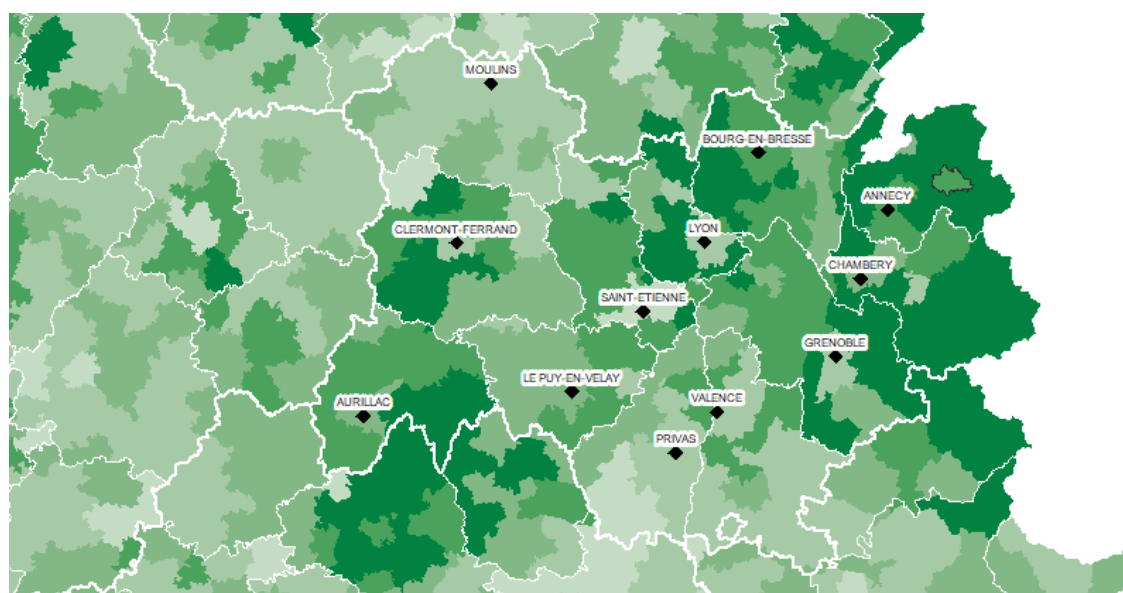 MOULINS
BOURG-EN-BRESSE
ANNECY
CLERMONT-FERRAND
LYON
CHAMBERY
SAINT-ETIENNE
GRENOBLE
LE PUY-EN-VELAY
AURILLAC
VALENCE
PRIVAS